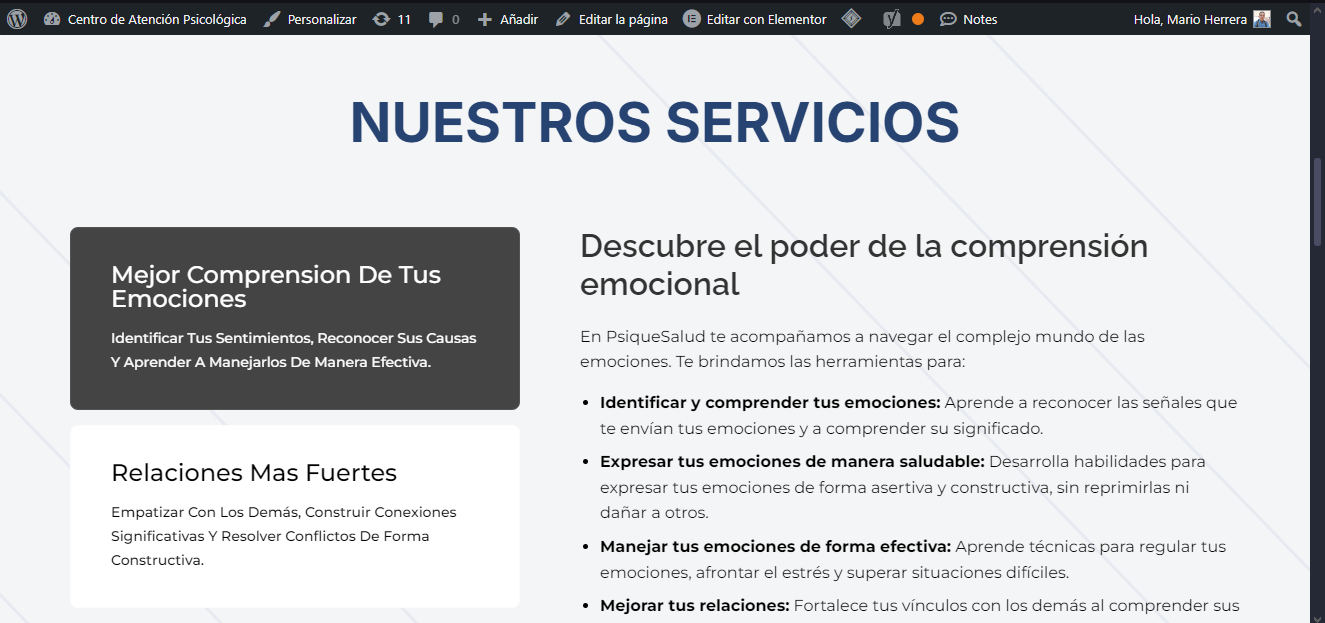 Centro de Atención Psicológica Personalizar 11 0 Añadir Editar la página Editar con Elementor Notes Hola, Mario Herrera
NUESTROS SERVICIOS
Mejor Comprension De Tus
Emociones
Identificar Tus Sentimientos, Reconocer Sus Causas
Y Aprender A Manejarlos De Manera Efectiva.
Relaciones Mas Fuertes
Empatizar Con Los Demás, Construir Conexiones
Significativas Y Resolver Conflictos De Forma
Constructiva.
Descubre el poder de la comprensión
emocional
En PsiqueSalud te acompañamos a navegar el complejo mundo de las
emociones. Te brindamos las herramientas para:
• Identificar y comprender tus emociones: Aprende a reconocer las señales que
te envían tus emociones y a comprender su significado.
• Expresar tus emociones de manera saludable: Desarrolla habilidades para
expresar tus emociones de forma asertiva y constructiva, sin reprimirlas ni
dañar a otros.
• Manejar tus emociones de forma efectiva: Aprende técnicas para regular tus
emociones, afrontar el estrés y superar situaciones difíciles.
• Mejorar tus relaciones: Fortalece tus vínculos con los demás al comprender sus